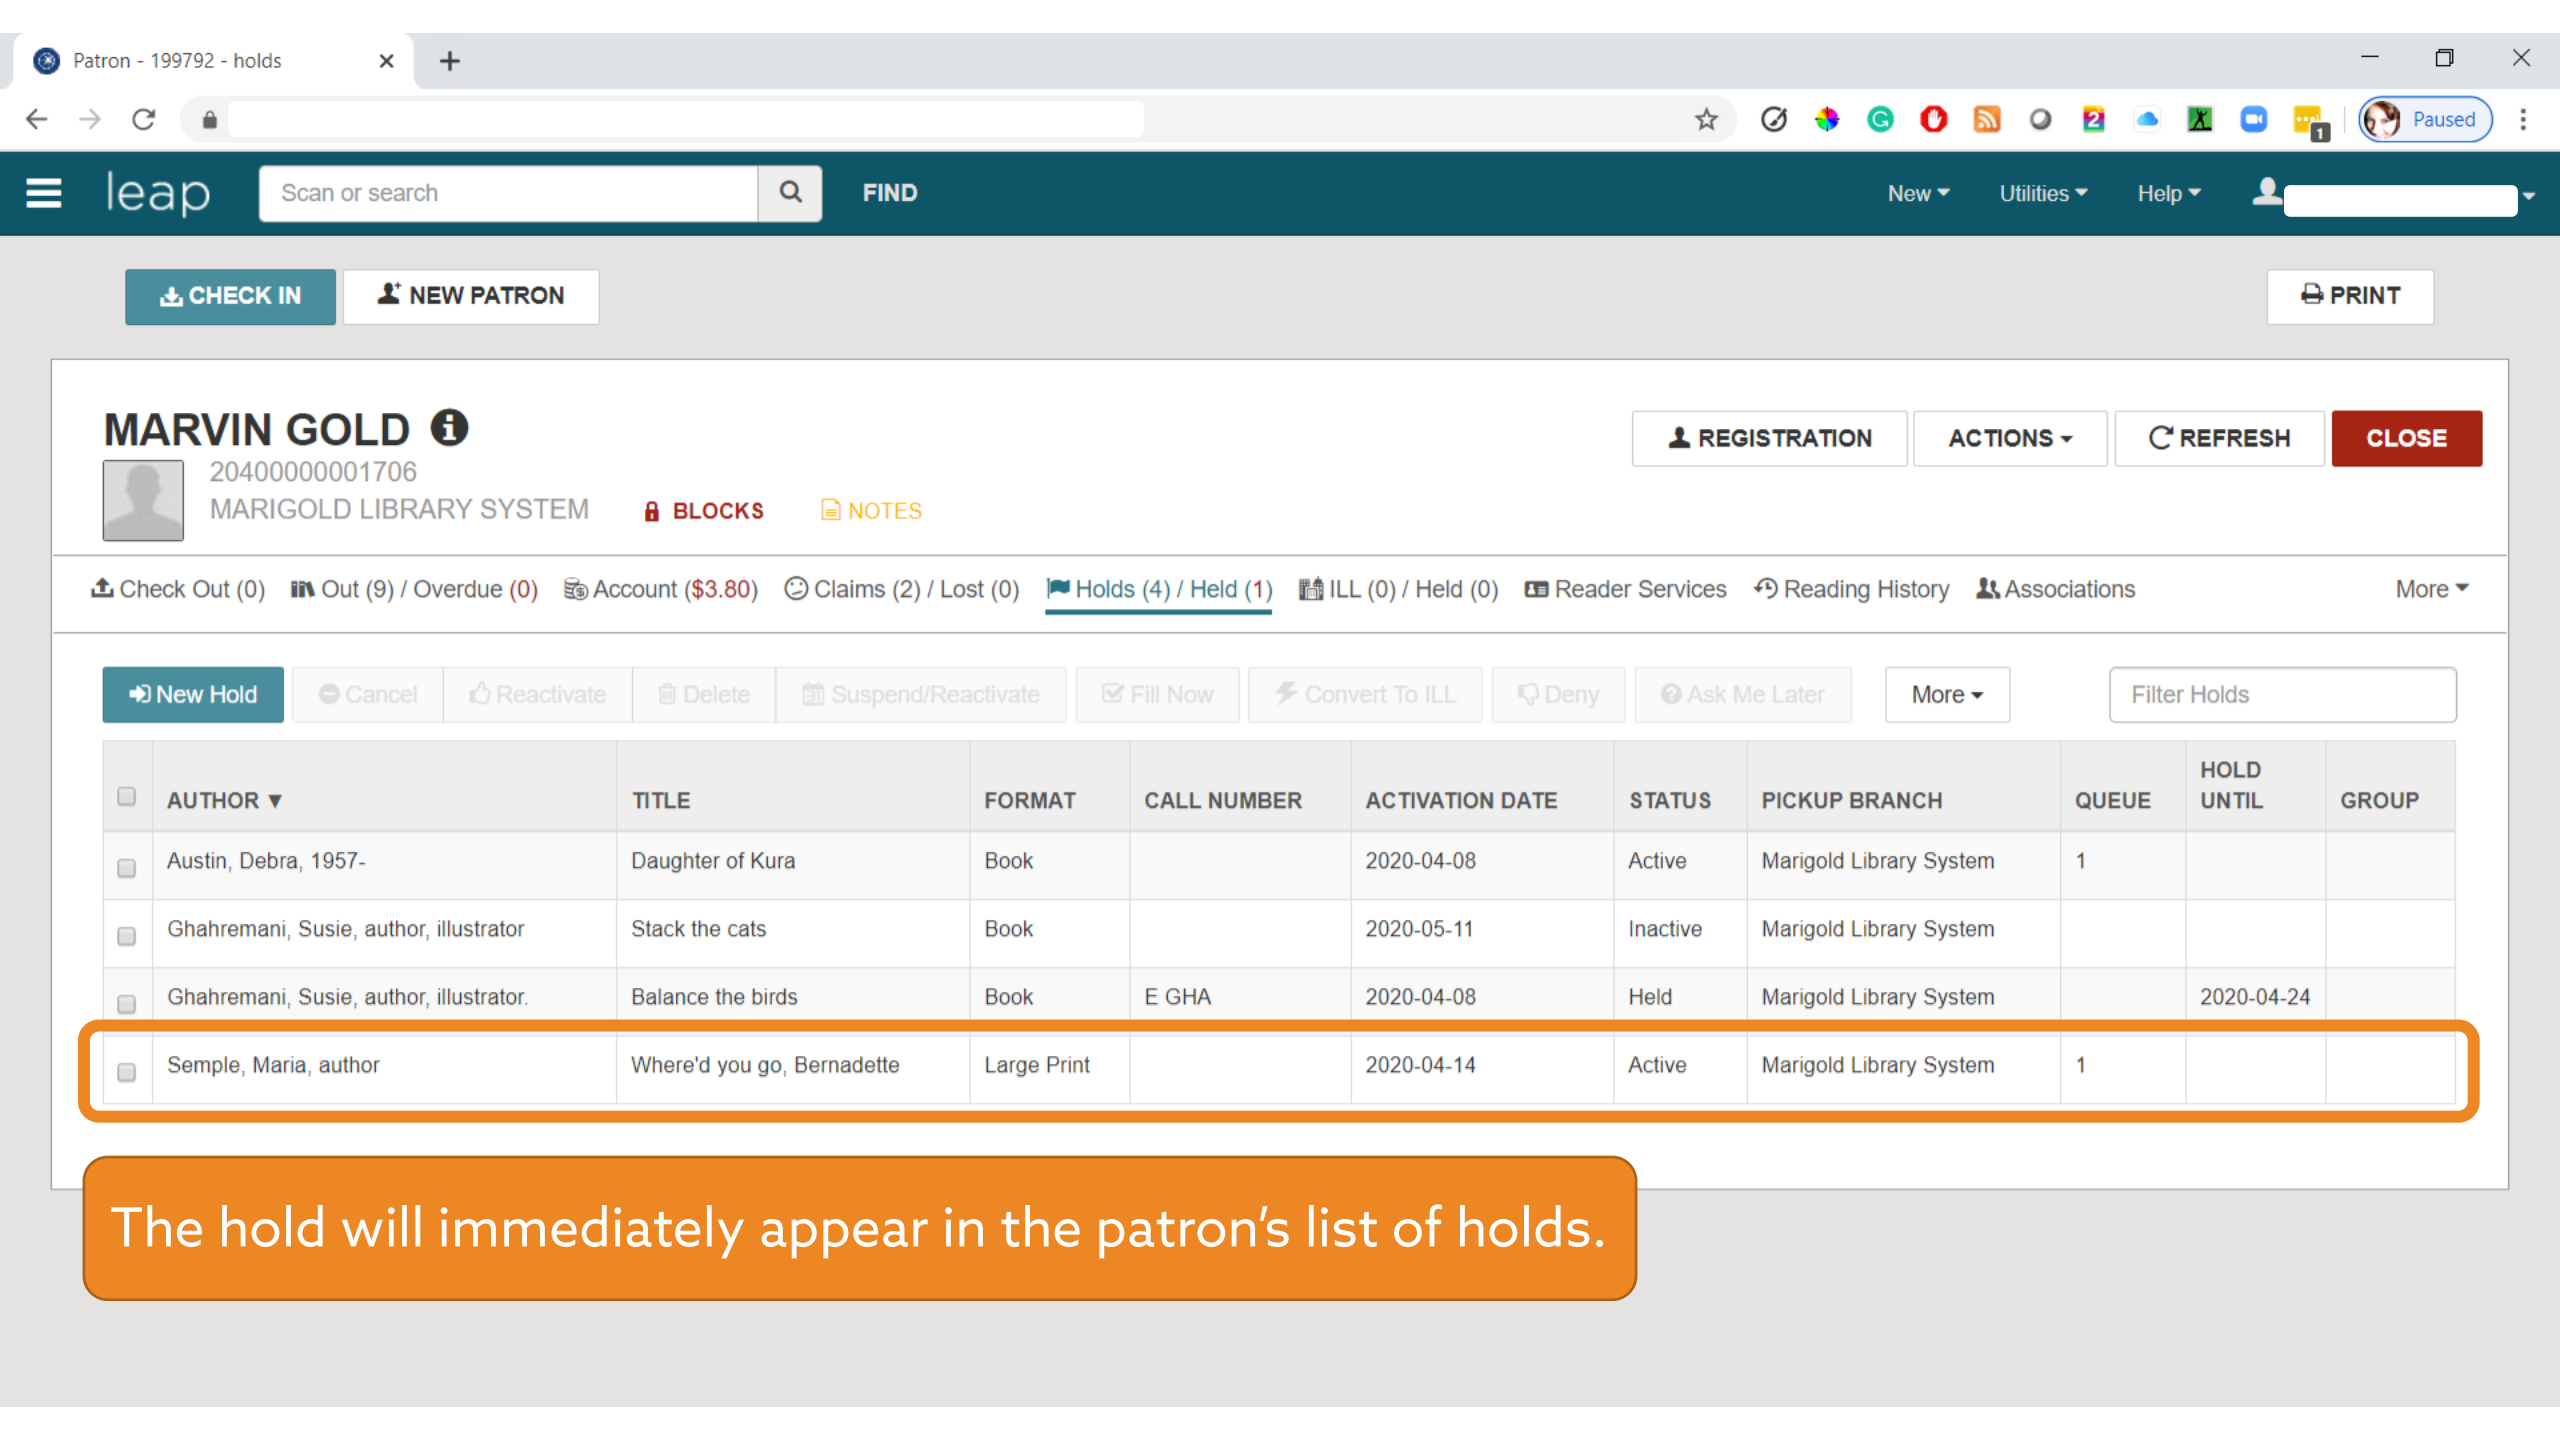 Patron - 199792 - holds
2
1
Paused
leap
Scan or search
FIND
New
Utilities
Help
CHECK IN
NEW PATRON
PRINT
MARVIN GOLD
REGISTRATION
ACTIONS
REFRESH
CLOSE
20400000001706
MARIGOLD LIBRARY SYSTEM
BLOCKS
NOTES
Check Out (0) Out (9) / Overdue (0) Account ($3.80) Claims (2) / Lost (0) Holds (4) / Held (1) ILL (0) / Held (0) Reader Services Reading History Associations More
New Hold Cancel Reactivate Delete Suspend/Reactivate Fill Now Convert To ILL Deny Ask Me Later More Filter Holds
AUTHOR ▼ TITLE FORMAT CALL NUMBER ACTIVATION DATE STATUS PICKUP BRANCH QUEUE HOLD UNTIL GROUP
Austin, Debra, 1957- Daughter of Kura Book 2020-04-08 Active Marigold Library System 1
Ghahremani, Susie, author, illustrator Stack the cats Book 2020-05-11 Inactive Marigold Library System
Ghahremani, Susie, author, illustrator. Balance the birds Book E GHA 2020-04-08 Held Marigold Library System 2020-04-24
Semple, Maria, author Where'd you go, Bernadette Large Print 2020-04-14 Active Marigold Library System 1
The hold will immediately appear in the patron’s list of holds.